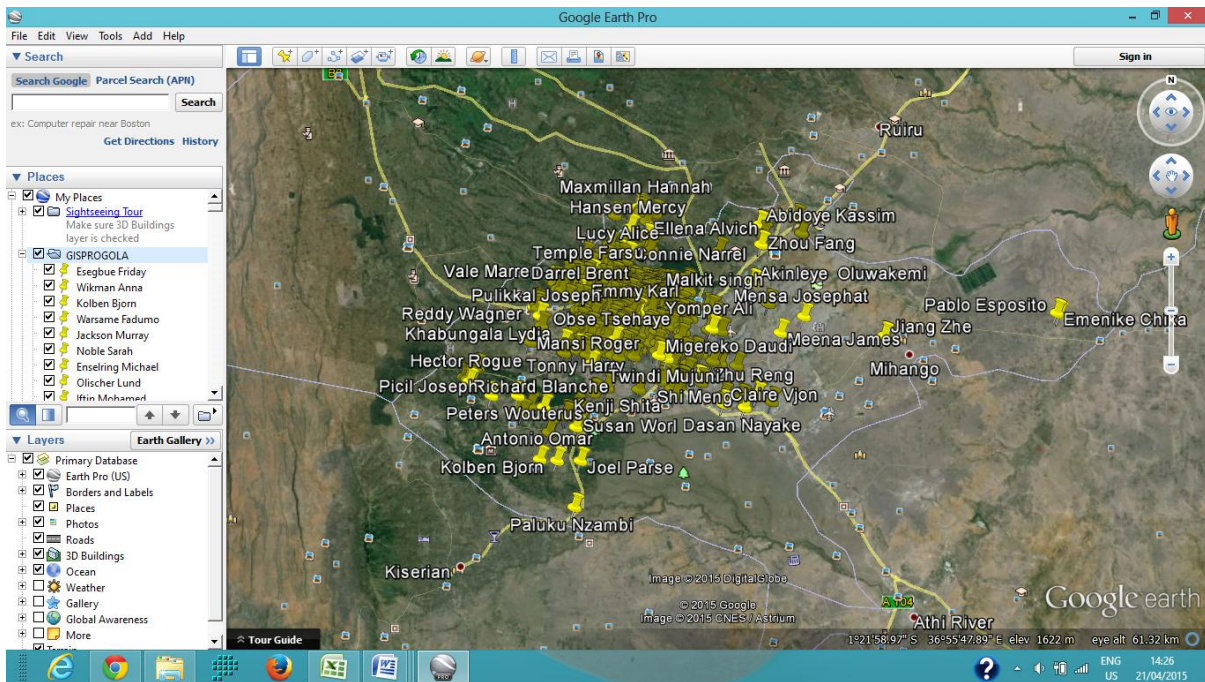 Google Earth Pro
File Edit View Tools Add Help
▼ Search
Search Google Parcel Search (APN)
Search
ex: Computer repair near Boston
Get Directions History
▼ Places
My Places
Sightseeing Tour
Make sure 3D Buildings
layer is checked
GISPROGOLA
Esegbue Friday
Wikman Anna
Kolben Bjorn
Warsame Fadumo
Jackson Murray
Noble Sarah
Enselring Michael
Olischer Lund
Iftin Mohamed
▼ Layers
Earth Gallery >>
Primary Database
Earth Pro (US)
Borders and Labels
Places
Photos
Roads
3D Buildings
Ocean
Weather
Gallery
Global Awareness
More
Terrain
Sign in
N
Ruiru
Maxmillan Hannah
Hansen Mercy
Abidoye Kassim
Lucy Alice
Ellena Alvich
Zhou Fang
Temple Farsu
onnie Narrel
Vale Marre
Darrel Brent
Malkit singh
Akinleye Oluwakemi
Pulikkal Joseph
Emmy Karl
Mensa Josephat
Pablo Esposito
Reddy Wagner
Obse Tsehaye
Yomper Ali
Emenike Chika
Khabungala Lydia
Mansi Roger
Migereko Daudi
Meena James
Jiang Zhe
Hector Rogue
Tonny Harry
Mihango
Picil Joseph
Richard Blanche
Twindi Mujuni
Zhu Reng
Peters Wouterus
Kenji Shita
Shi Meng
Claire Vjon
Antonio Omar
Susan Worl
Dasan Nayake
Kolben Bjorn
Joel Parse
Paluku Nzambi
Kiserian
Image © 2015 DigitalGlobe
© 2015 Google
Image © 2015 CNES / Astrium
A 104
Athi River
Google earth
Tour Guide
1°21'58.97" S 36°55'47.89" E elev 1622 m eye alt 61.32 km
PRO
ENG
US
14:26
21/04/2015